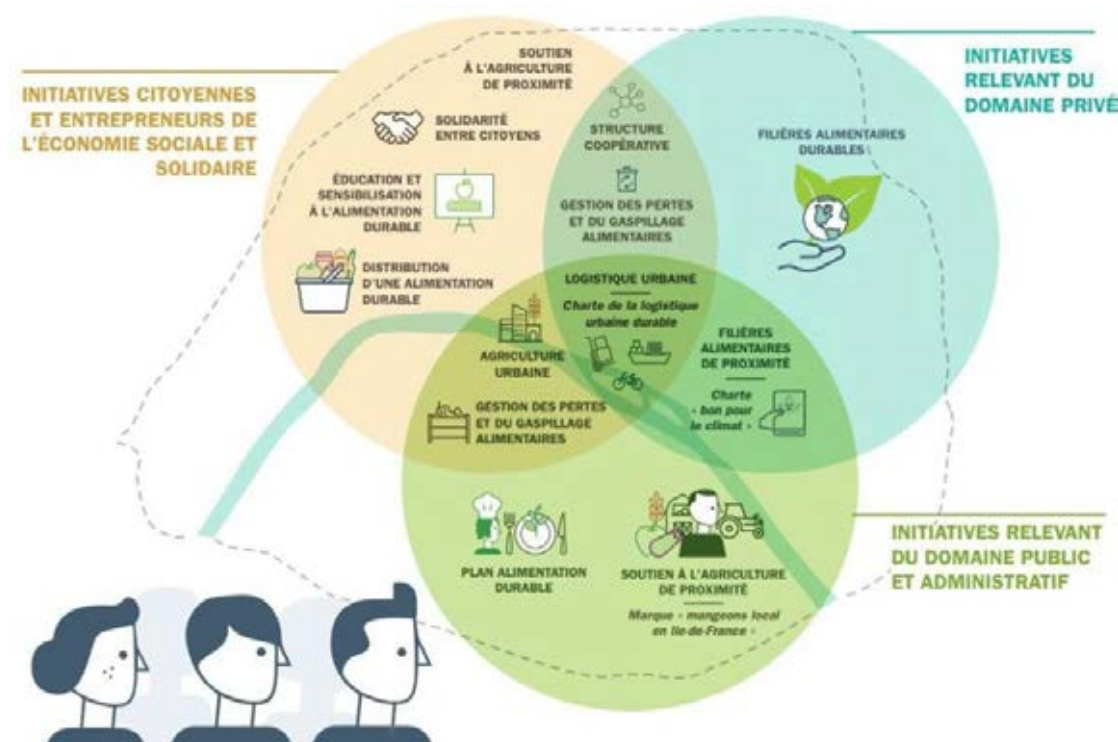 INITIATIVES CITOYENNES
ET ENTREPRENEURS DE
L'ÉCONOMIE SOCIALE ET
SOLIDAIRE
SOUTIEN
À L'AGRICULTURE
DE PROXIMITÉ
SOLIDARITÉ
ENTRE CITOYENS
ÉDUCATION ET
SENSIBILISATION
À L'ALIMENTATION
DURABLE
DISTRIBUTION
D'UNE ALIMENTATION
DURABLE
STRUCTURE
COOPÉRATIVE
GESTION DES PERTES
ET DU GASPILLAGE
ALIMENTAIRES
INITIATIVES
RELEVANT DU
DOMAINE PRIVÉ
FILIÈRES ALIMENTAIRES
DURABLES
LOGISTIQUE URBAINE
Charte de la logistique
urbaine durable
AGRICULTURE
URBAINE
GESTION DES PERTES
ET DU GASPILLAGE
ALIMENTAIRES
FILIÈRES
ALIMENTAIRES
DE PROXIMITÉ
Charte
« bon pour
le climat »
PLAN ALIMENTATION
DURABLE
SOUTIEN À L'AGRICULTURE
DE PROXIMITÉ
Marque « mangeons local
en Ile-de-France »
INITIATIVES RELEVANT
DU DOMAINE PUBLIC
ET ADMINISTRATIF